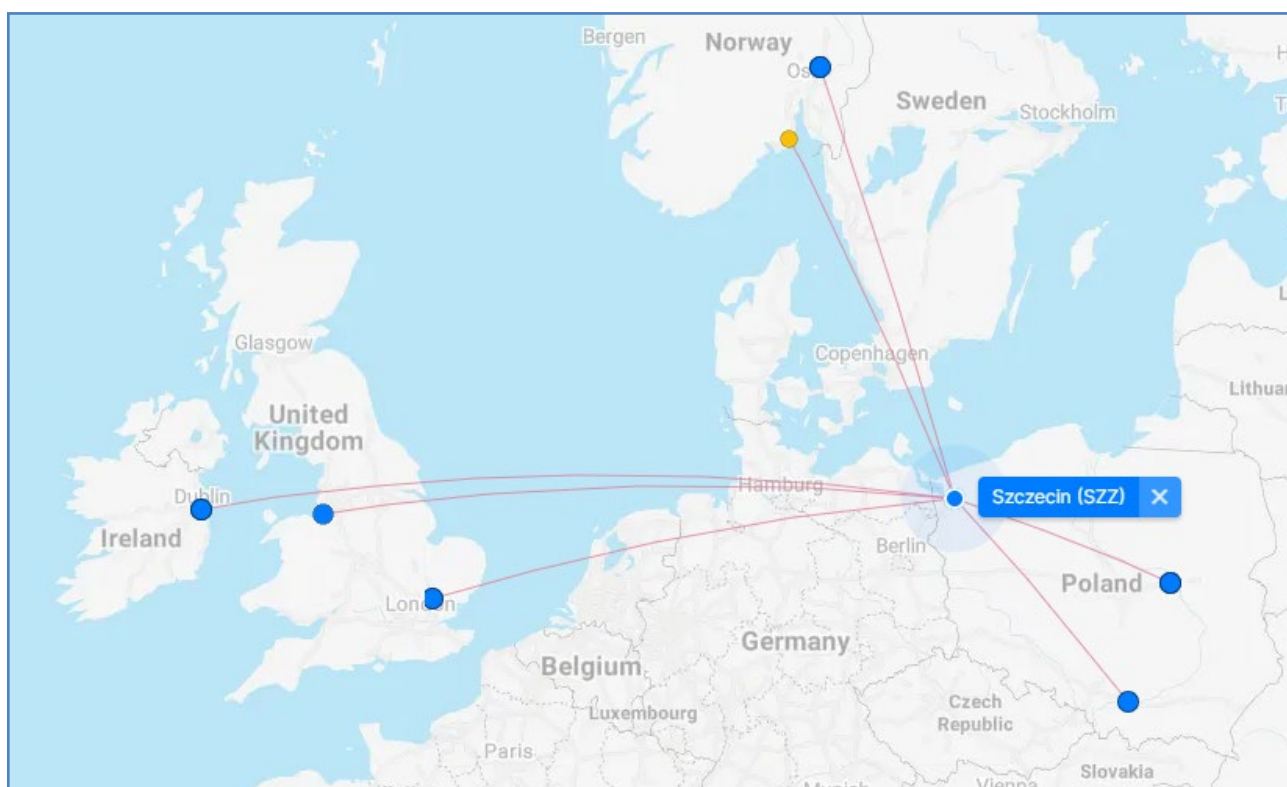 Bergen
Norway
Os
Sweden
Stockholm
Glasgow
Copenhagen
United
Kingdom
Lithuan
Dublin
Hamburg
Szczecin (SZZ) ×
Ireland
Berlin
Poland
London
Germany
Belgium
Luxembourg
Czech
Republic
Paris
Slovakia